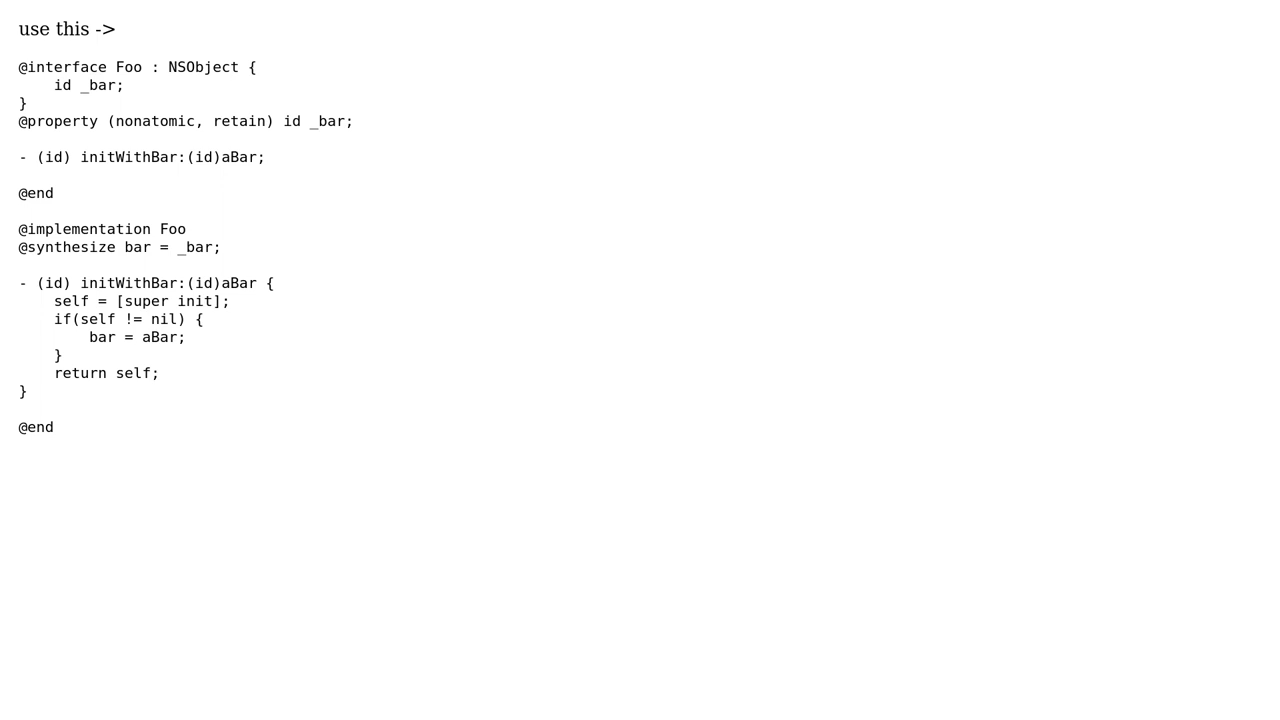 use this ->
@interface Foo : NSObject {
    id _bar;
}
@property (nonatomic, retain) id _bar;
- (id) initWithBar:(id)aBar;
@end
@implementation Foo
@synthesize bar = _bar;
- (id) initWithBar:(id)aBar {
    self = [super init];
    if(self != nil) {
        bar = aBar;
    }
    return self;
}
@end